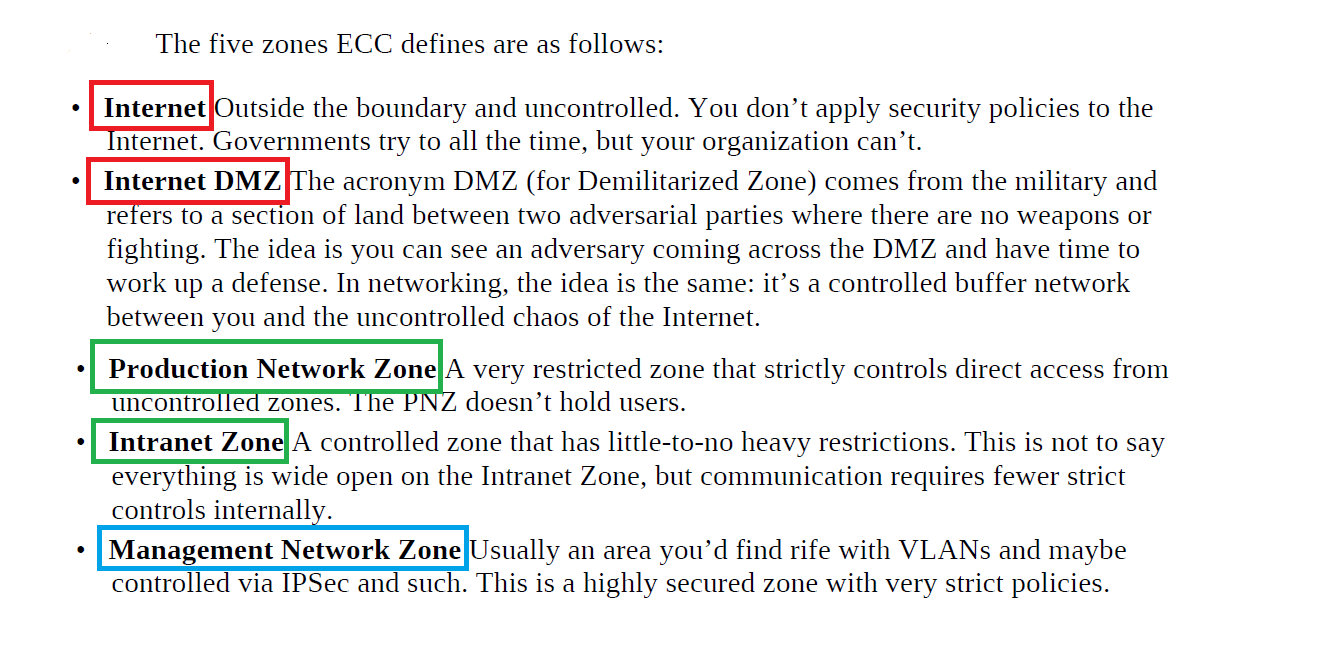 The five zones ECC defines are as follows:
• Internet Outside the boundary and uncontrolled. You don’t apply security policies to the
Internet. Governments try to all the time, but your organization can’t.
• Internet DMZ The acronym DMZ (for Demilitarized Zone) comes from the military and
refers to a section of land between two adversarial parties where there are no weapons or
fighting. The idea is you can see an adversary coming across the DMZ and have time to
work up a defense. In networking, the idea is the same: it’s a controlled buffer network
between you and the uncontrolled chaos of the Internet.
• Production Network Zone A very restricted zone that strictly controls direct access from
uncontrolled zones. The PNZ doesn’t hold users.
• Intranet Zone A controlled zone that has little-to-no heavy restrictions. This is not to say
everything is wide open on the Intranet Zone, but communication requires fewer strict
controls internally.
• Management Network Zone Usually an area you’d find rife with VLANs and maybe
controlled via IPSec and such. This is a highly secured zone with very strict policies.